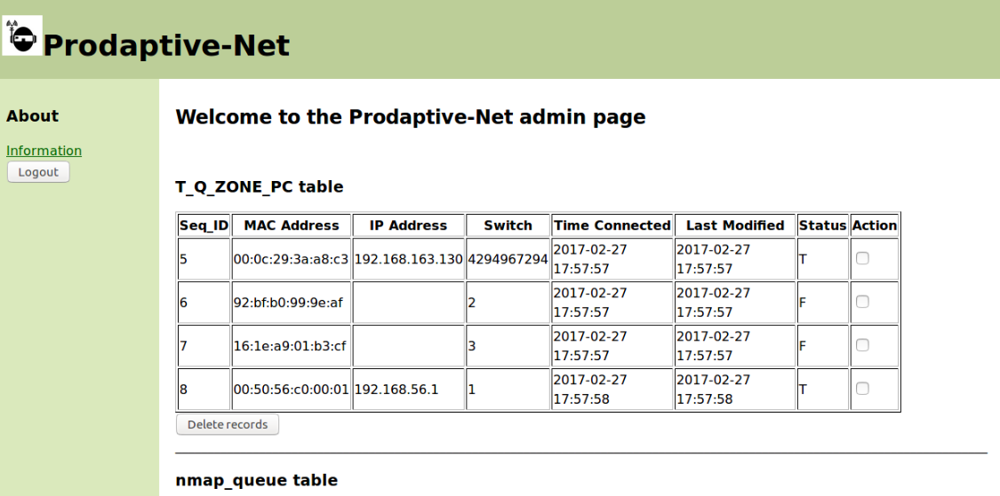 Prodaptive-Net
About
Information
Logout
Welcome to the Prodaptive-Net admin page
T_Q_ZONE_PC table
Seq_ID MAC Address IP Address Switch Time Connected Last Modified Status Action
5 00:0c:29:3a:a8:c3 192.168.163.130 4294967294 2017-02-27 17:57:57 2017-02-27 17:57:57 T
6 92:bf:b0:99:9e:af 2 2017-02-27 17:57:57 2017-02-27 17:57:57 F
7 16:1e:a9:01:b3:cf 3 2017-02-27 17:57:57 2017-02-27 17:57:57 F
8 00:50:56:c0:00:01 192.168.56.1 1 2017-02-27 17:57:58 2017-02-27 17:57:58 T
Delete records
nmap_queue table